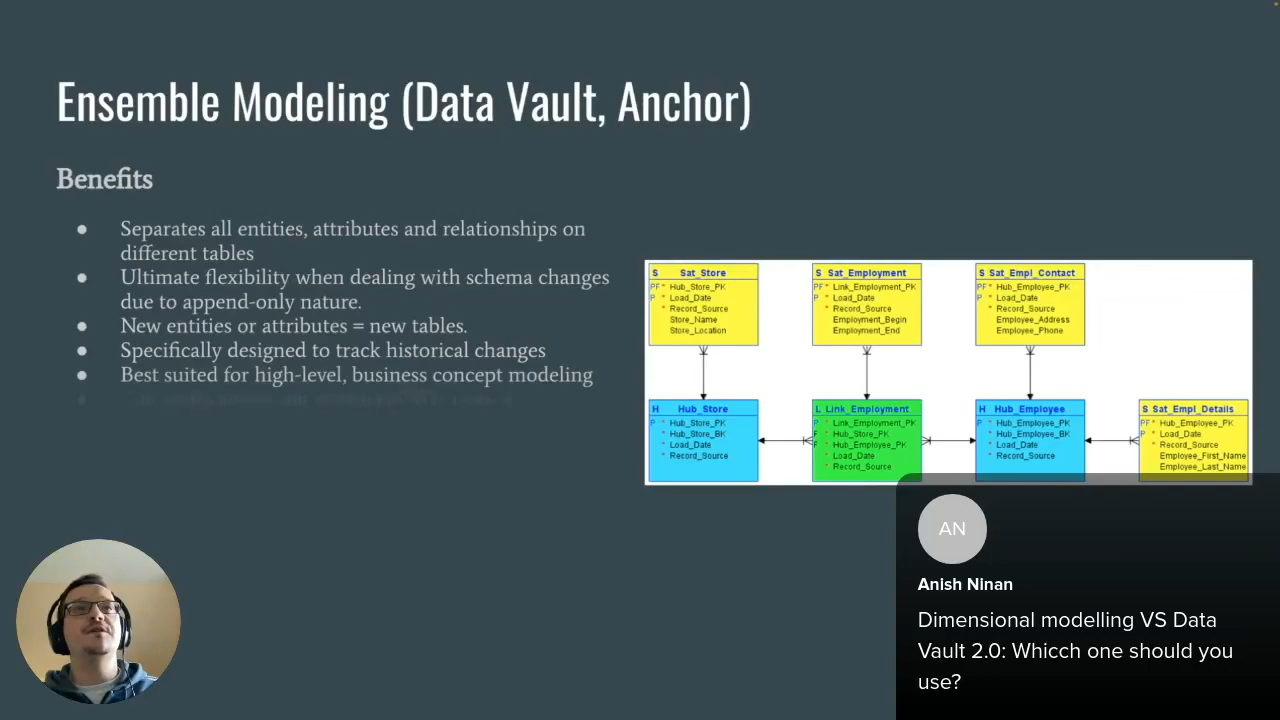 Ensemble Modeling (Data Vault, Anchor)
Benefits
● Separates all entities, attributes and relationships on
different tables
● Ultimate flexibility when dealing with schema changes
due to append-only nature.
● New entities or attributes = new tables.
● Specifically designed to track historical changes
● Best suited for high-level, business concept modeling
S Sat_Store
PF * Hub_Store_PK
P * Load_Date
* Record_Source
Store_Name
Store_Location
S Sat_Employment
PF * Link_Employment_PK
P * Load_Date
* Record_Source
Employment_Begin
Employment_End
S Sat_Empl_Contact
PF * Hub_Employee_PK
P * Load_Date
* Record_Source
Employee_Address
Employee_Phone
H Hub_Store
P * Hub_Store_PK
* Hub_Store_BK
* Load_Date
* Record_Source
L Link_Employment
P * Link_Employment_PK
F * Hub_Store_PK
F * Hub_Employee_PK
* Load_Date
* Record_Source
H Hub_Employee
P * Hub_Employee_PK
* Hub_Employee_BK
* Load_Date
* Record_Source
S Sat_Empl_Details
PF * Hub_Employee_PK
P * Load_Date
* Record_Source
Employee_First_Name
Employee_Last_Name
AN
Anish Ninan
Dimensional modelling VS Data
Vault 2.0: Whicch one should you
use?